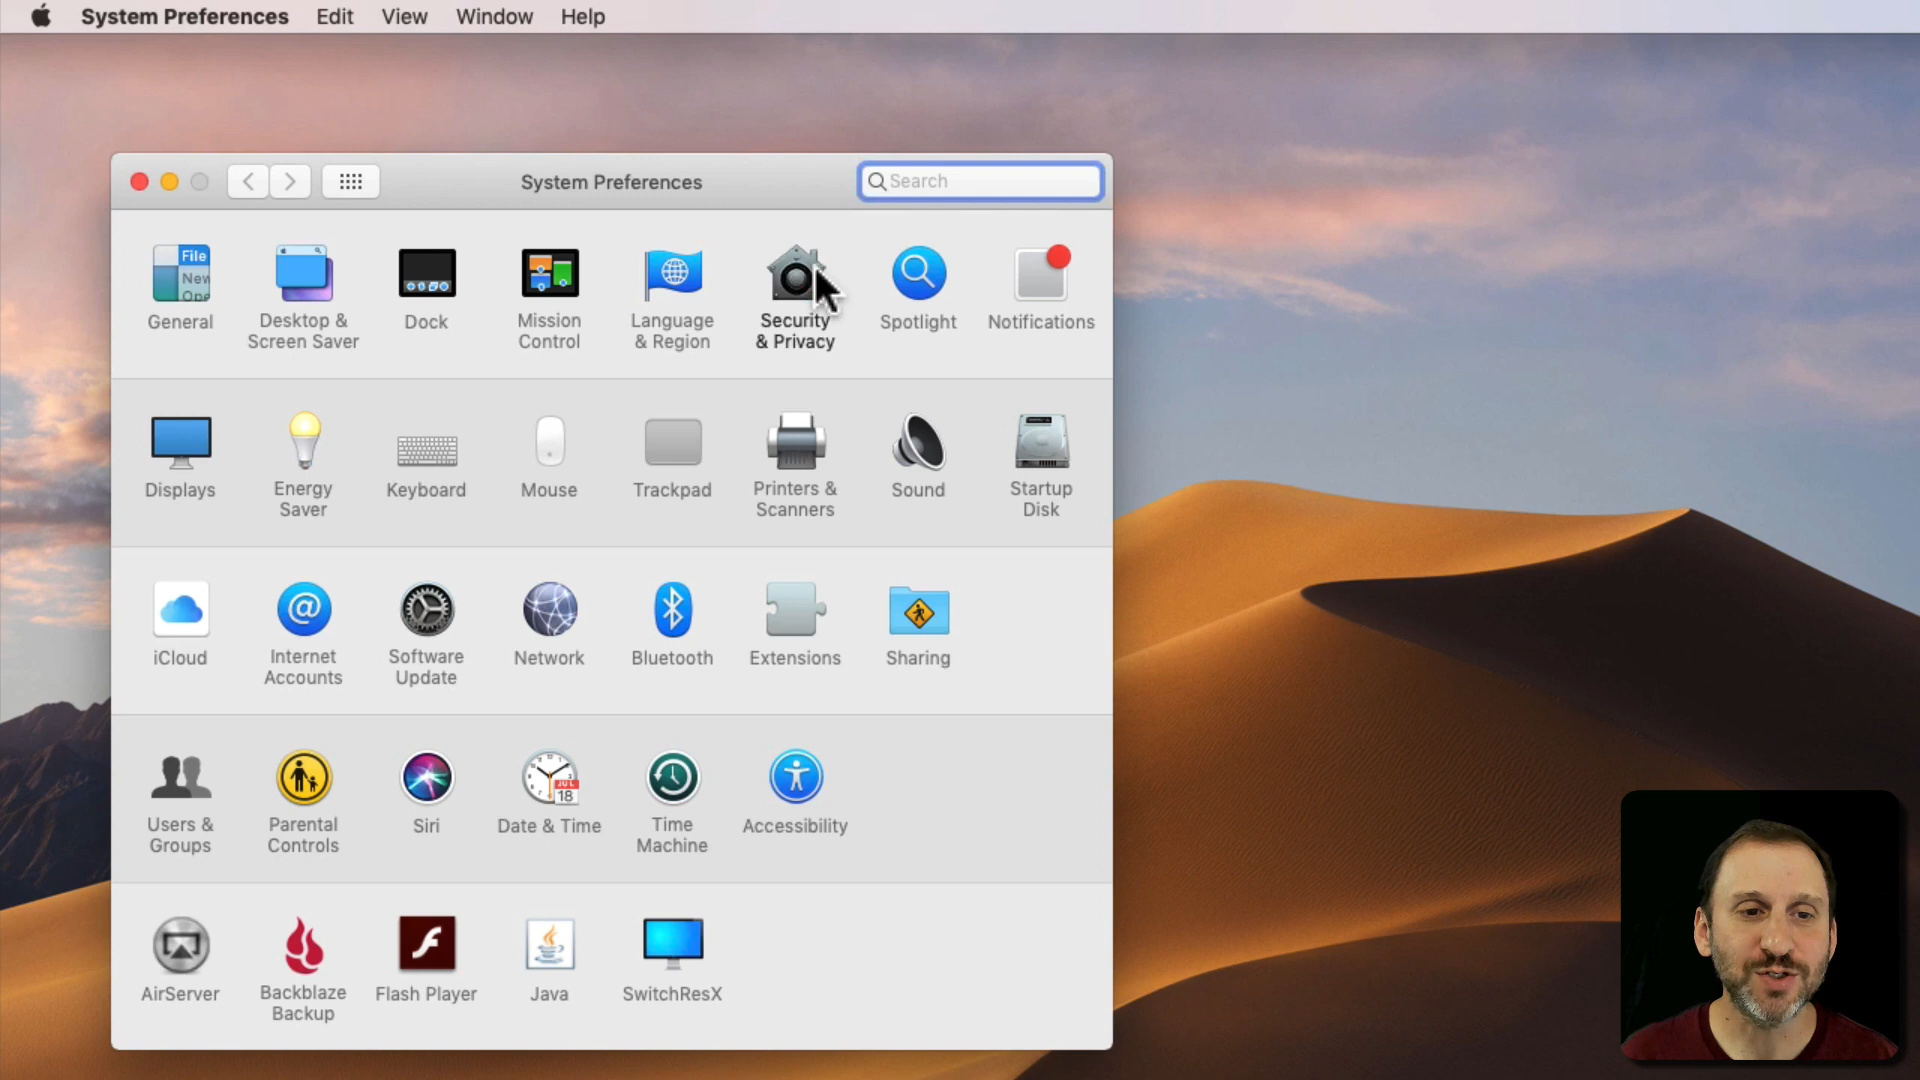 System Preferences Edit View Window Help
System Preferences
Search
File
New
Ope
General
Desktop &
Screen Saver
Dock
Mission
Control
Language
& Region
Security
& Privacy
Spotlight
Notifications
Displays
Energy
Saver
Keyboard
Mouse
Trackpad
Printers &
Scanners
Sound
Startup
Disk
iCloud
@
Internet
Accounts
Software
Update
Network
Bluetooth
Extensions
Sharing
JUL
18
Users &
Groups
Parental
Controls
Siri
Date & Time
Time
Machine
Accessibility
AirServer
Backblaze
Backup
Flash Player
Java
SwitchResX